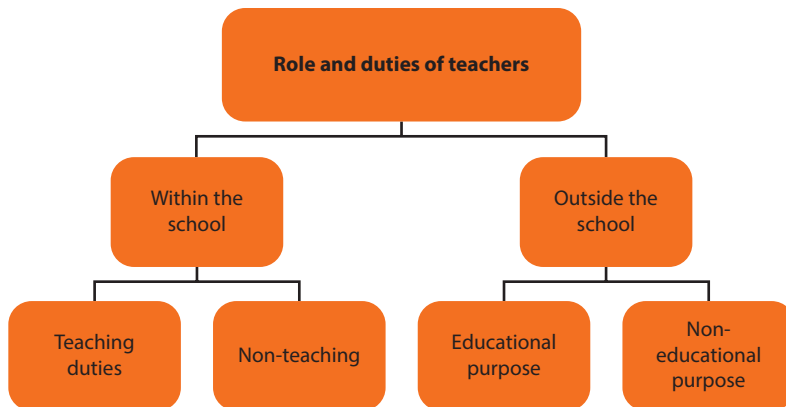 Role and duties of teachers
Within the
school
Outside the
school
Teaching
duties
Non-teaching
Educational
purpose
Non-
educational
purpose